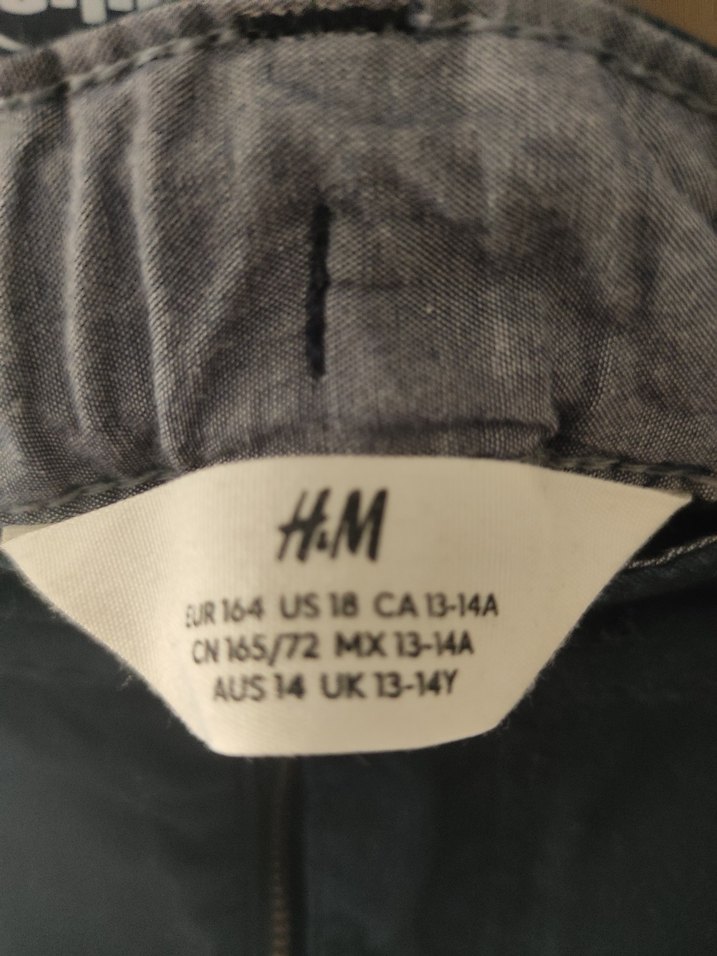 H&M
EUR 164 US 18 CA 13-14A
CN 165/72 MX 13-14A
AUS 14 UK 13-14Y